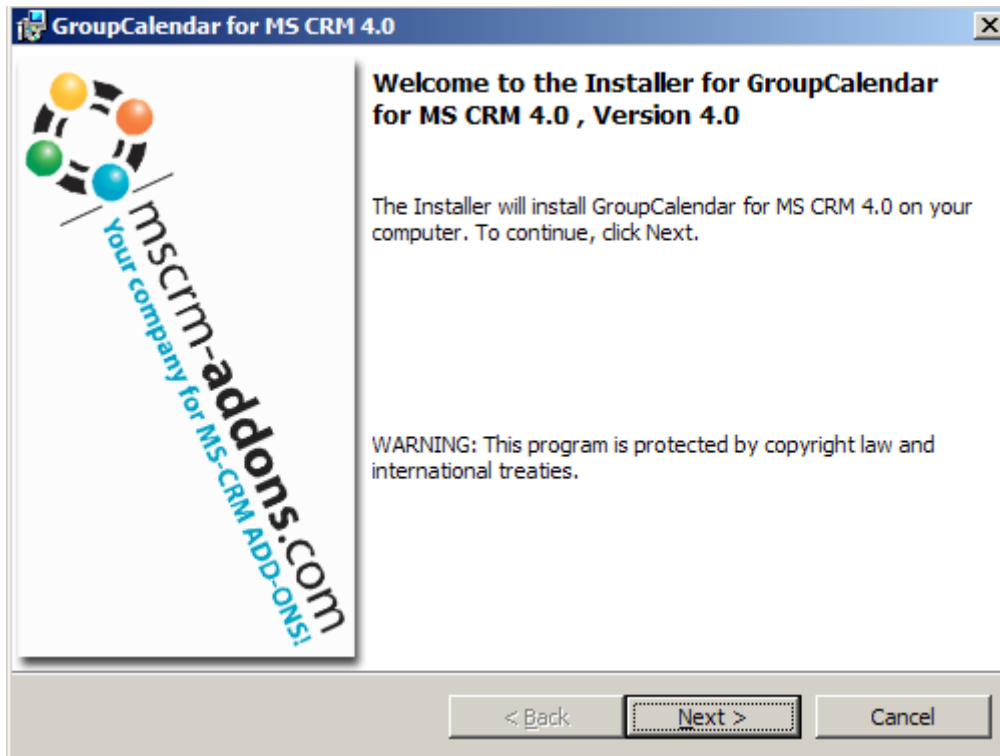 GroupCalendar for MS CRM 4.0
Welcome to the Installer for GroupCalendar
for MS CRM 4.0 , Version 4.0
The Installer will install GroupCalendar for MS CRM 4.0 on your
computer. To continue, click Next.
WARNING: This program is protected by copyright law and
international treaties.
mscrm-addons.com
Your company for MS-CRM ADD-ONS!
< Back
Next >
Cancel